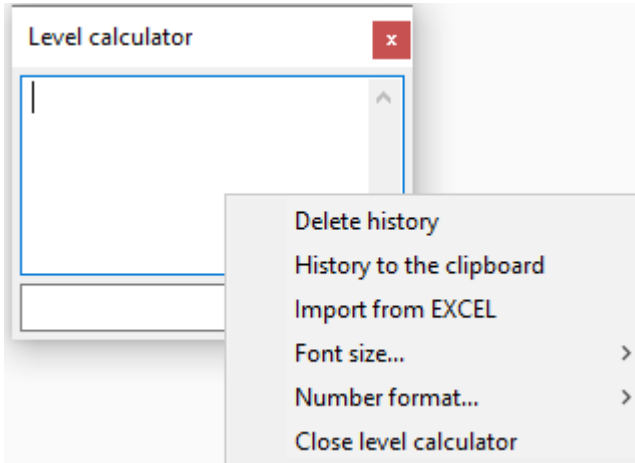 Level calculator
x
Delete history
History to the clipboard
Import from EXCEL
Font size...
Number format...
Close level calculator